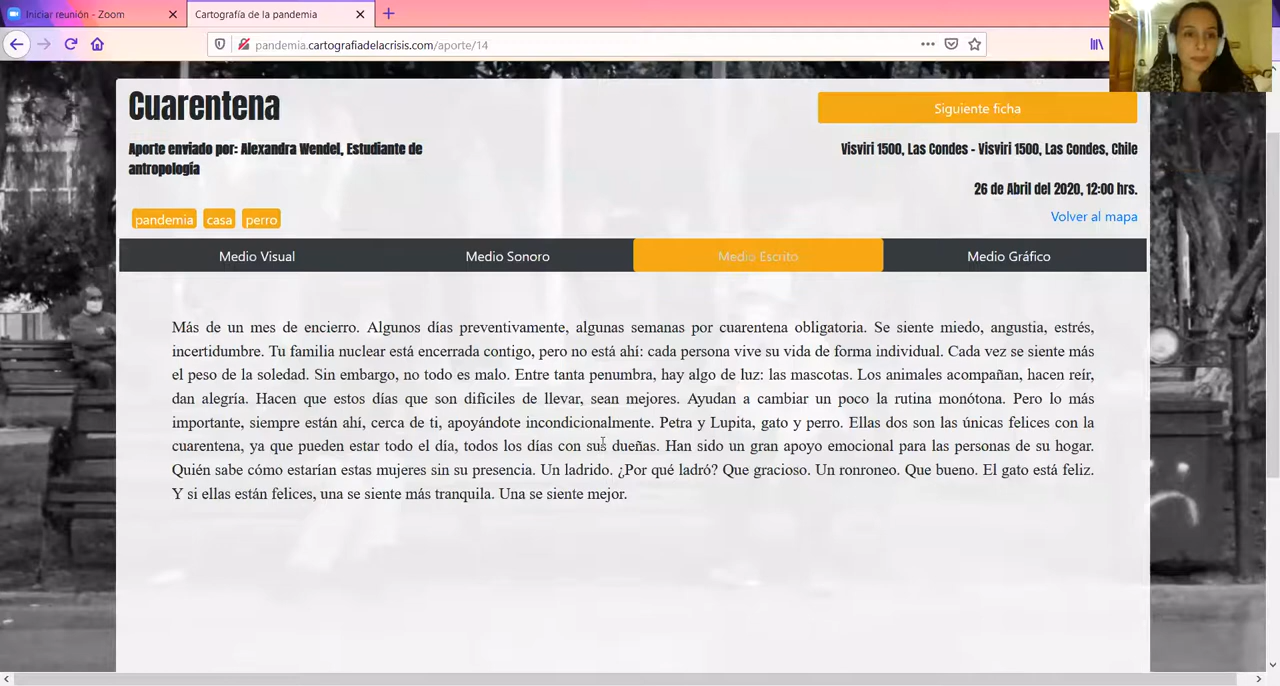 Iniciar reunión - Zoom
Cartografía de la pandemia
pandemia.cartografiadelacrisis.com/aporte/14
Cuarentena
Siguiente ficha
Aporte enviado por: Alexandra Wendel, Estudiante de
antropología
Visviri 1500, Las Condes - Visviri 1500, Las Condes, Chile
26 de Abril del 2020, 12:00 hrs.
pandemia casa perro
Volver al mapa
Medio Visual Medio Sonoro Medio Escrito Medio Gráfico
Más de un mes de encierro. Algunos días preventivamente, algunas semanas por cuarentena obligatoria. Se siente miedo, angustia, estrés,
incertidumbre. Tu familia nuclear está encerrada contigo, pero no está ahí: cada persona vive su vida de forma individual. Cada vez se siente más
el peso de la soledad. Sin embargo, no todo es malo. Entre tanta penumbra, hay algo de luz: las mascotas. Los animales acompañan, hacen reír,
dan alegría. Hacen que estos días que son difíciles de llevar, sean mejores. Ayudan a cambiar un poco la rutina monótona. Pero lo más
importante, siempre están ahí, cerca de ti, apoyándote incondicionalmente. Petra y Lupita, gato y perro. Ellas dos son las únicas felices con la
cuarentena, ya que pueden estar todo el día, todos los días con sus dueñas. Han sido un gran apoyo emocional para las personas de su hogar.
Quién sabe cómo estarían estas mujeres sin su presencia. Un ladrido. ¿Por qué ladró? Que gracioso. Un ronroneo. Que bueno. El gato está feliz.
Y si ellas están felices, una se siente más tranquila. Una se siente mejor.